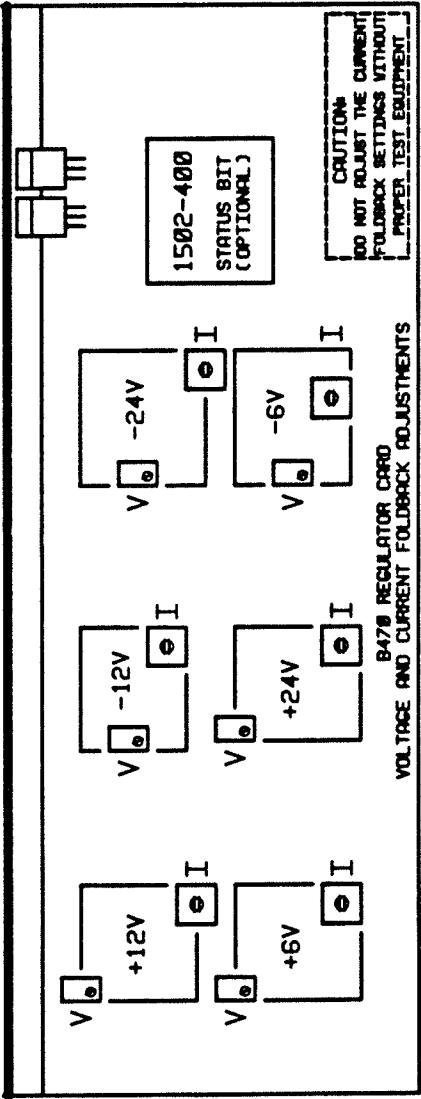 V
+12V
I
V
-12V
I
V
-24V
I
1502-400
STATUS BIT
(OPTIONAL)
V
+6V
I
V
+24V
I
V
-6V
I
CAUTION:
DO NOT ADJUST THE CURRENT
FOLDBACK SETTINGS WITHOUT
PROPER TEST EQUIPMENT
B470 REGULATOR CARD
VOLTAGE AND CURRENT FOLDBACK ADJUSTMENTS